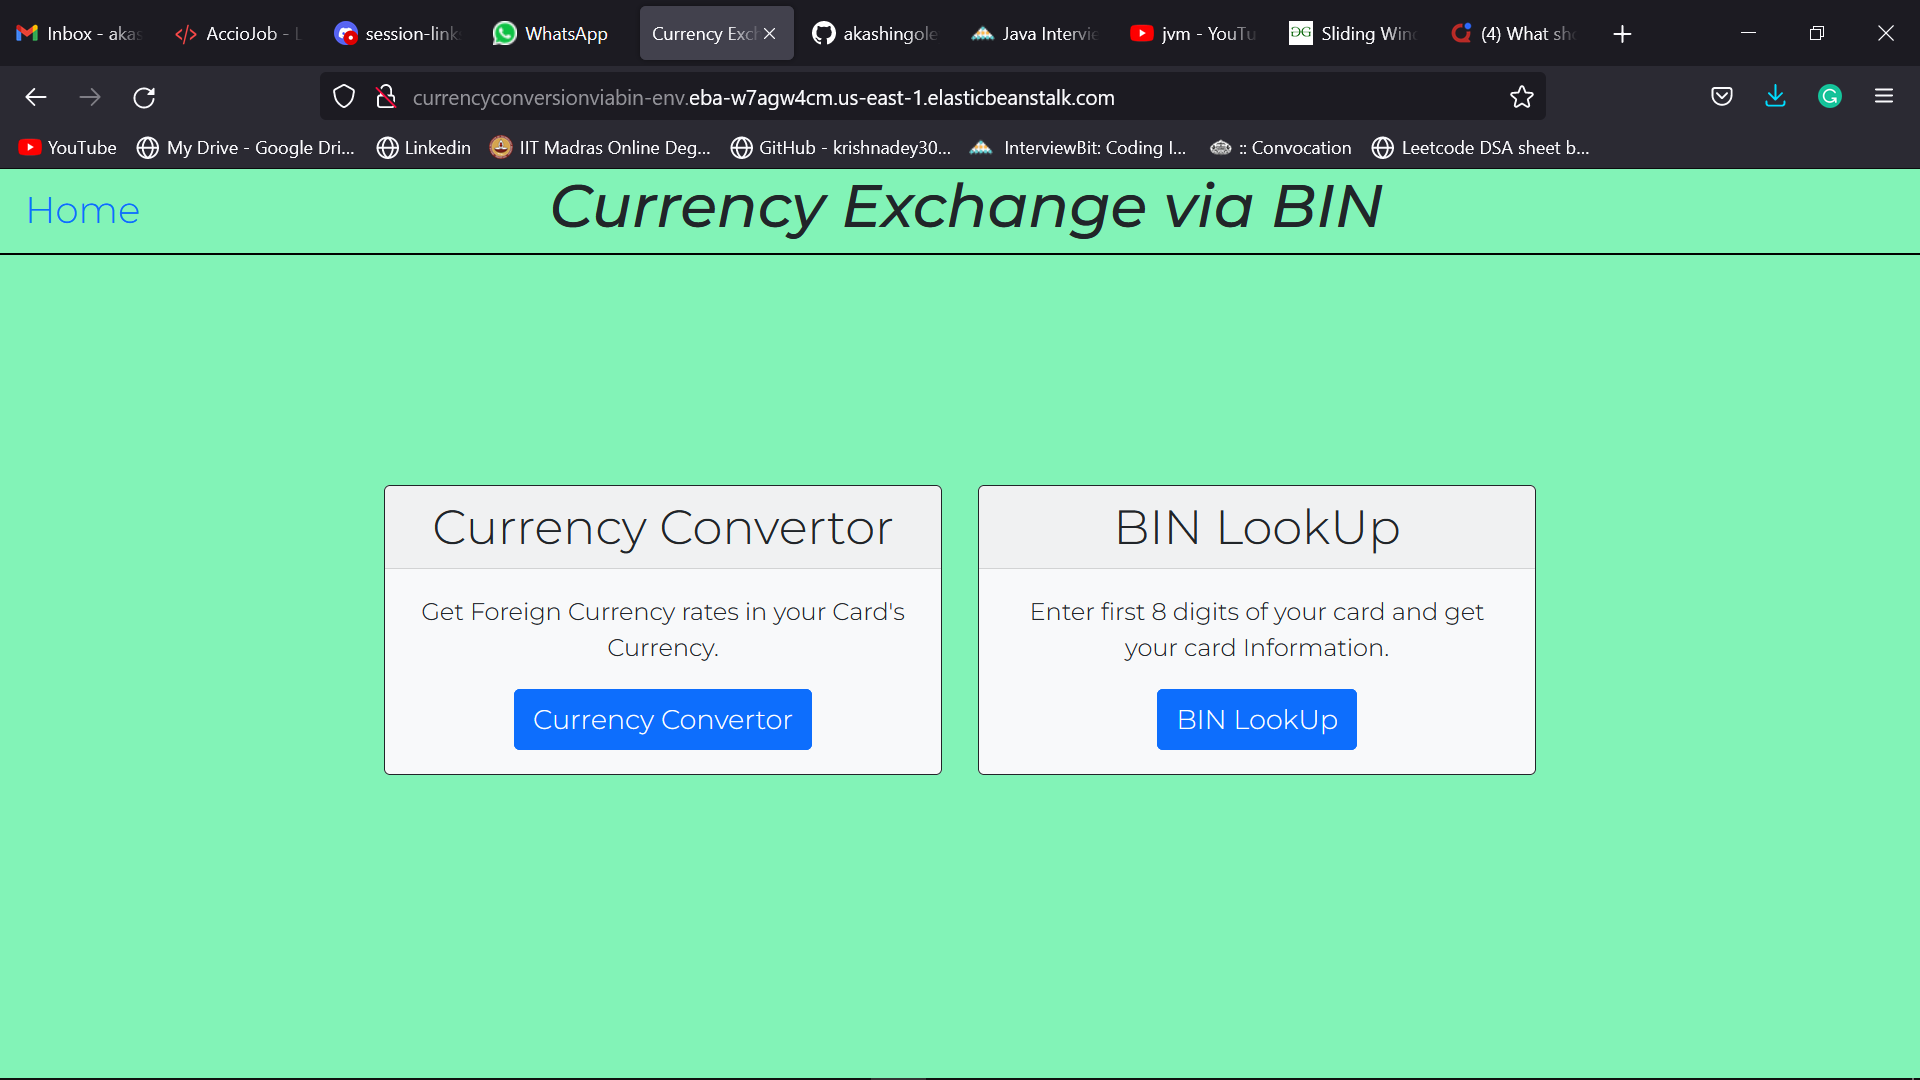 Inbox - akas
AccioJob - L
session-link
WhatsApp
Currency Exc
akashingole
Java Intervie
jvm - YouTu
Sliding Wind
(4) What sh
currencyconversionviabin-env.eba-w7agw4cm.us-east-1.elasticbeanstalk.com
YouTube
My Drive - Google Dri...
Linkedin
IIT Madras Online Deg...
GitHub - krishnadey30...
InterviewBit: Coding I...
:: Convocation
Leetcode DSA sheet b...
Home
Currency Exchange via BIN
Currency Convertor
Get Foreign Currency rates in your Card's
Currency.
Currency Convertor
BIN LookUp
Enter first 8 digits of your card and get
your card Information.
BIN LookUp